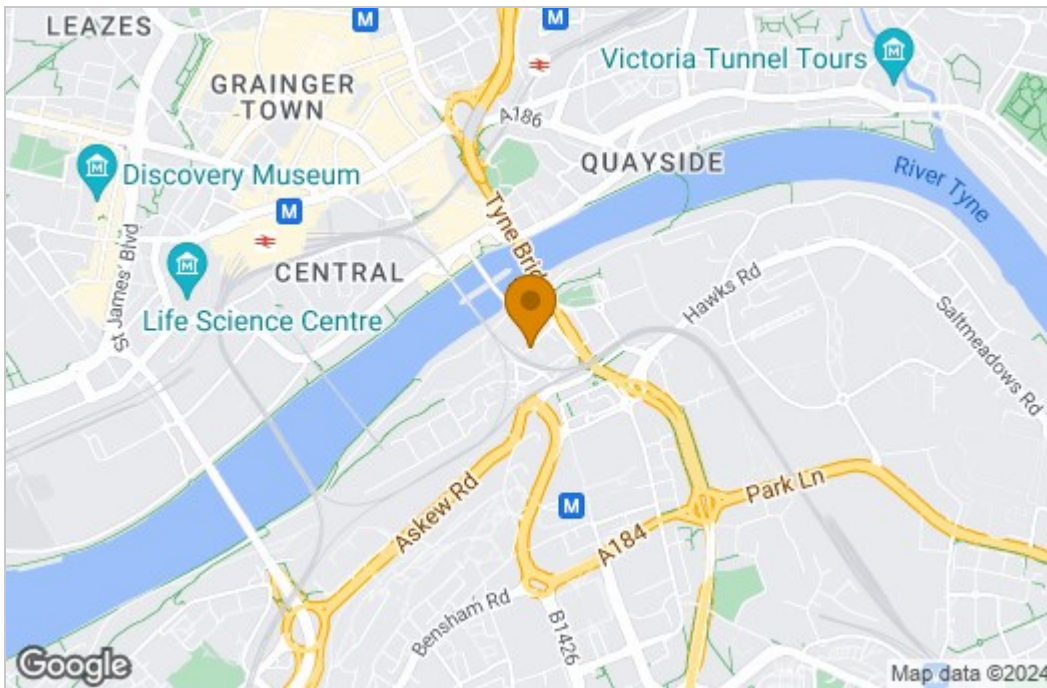 LEAZES
GRAINGER
TOWN
Victoria Tunnel Tours
A186
QUAYSIDE
Discovery Museum
River Tyne
Tyne Bridge
St James' Blvd
CENTRAL
Hawks Rd
Saltmeadows Rd
Life Science Centre
Askew Rd
Park Ln
A184
Bensham Rd
B1426
Google
Map data ©2024
M
M
M
M